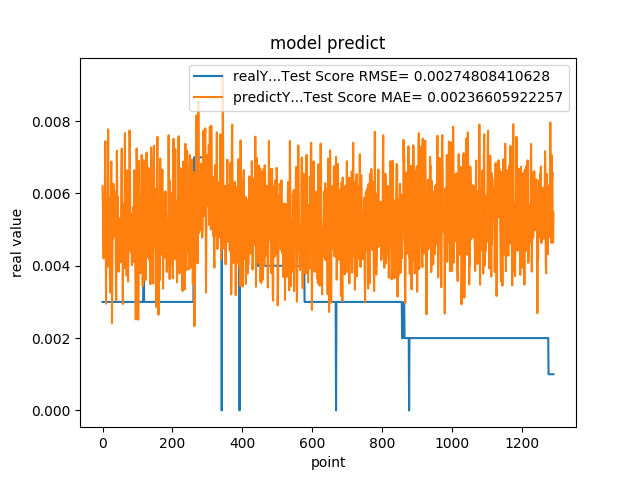 model predict
realY...Test Score RMSE= 0.00274808410628
predictY...Test Score MAE= 0.00236605922257
0.008
0.006
0.004
0.002
0.000
real value
0 200 400 600 800 1000 1200
point